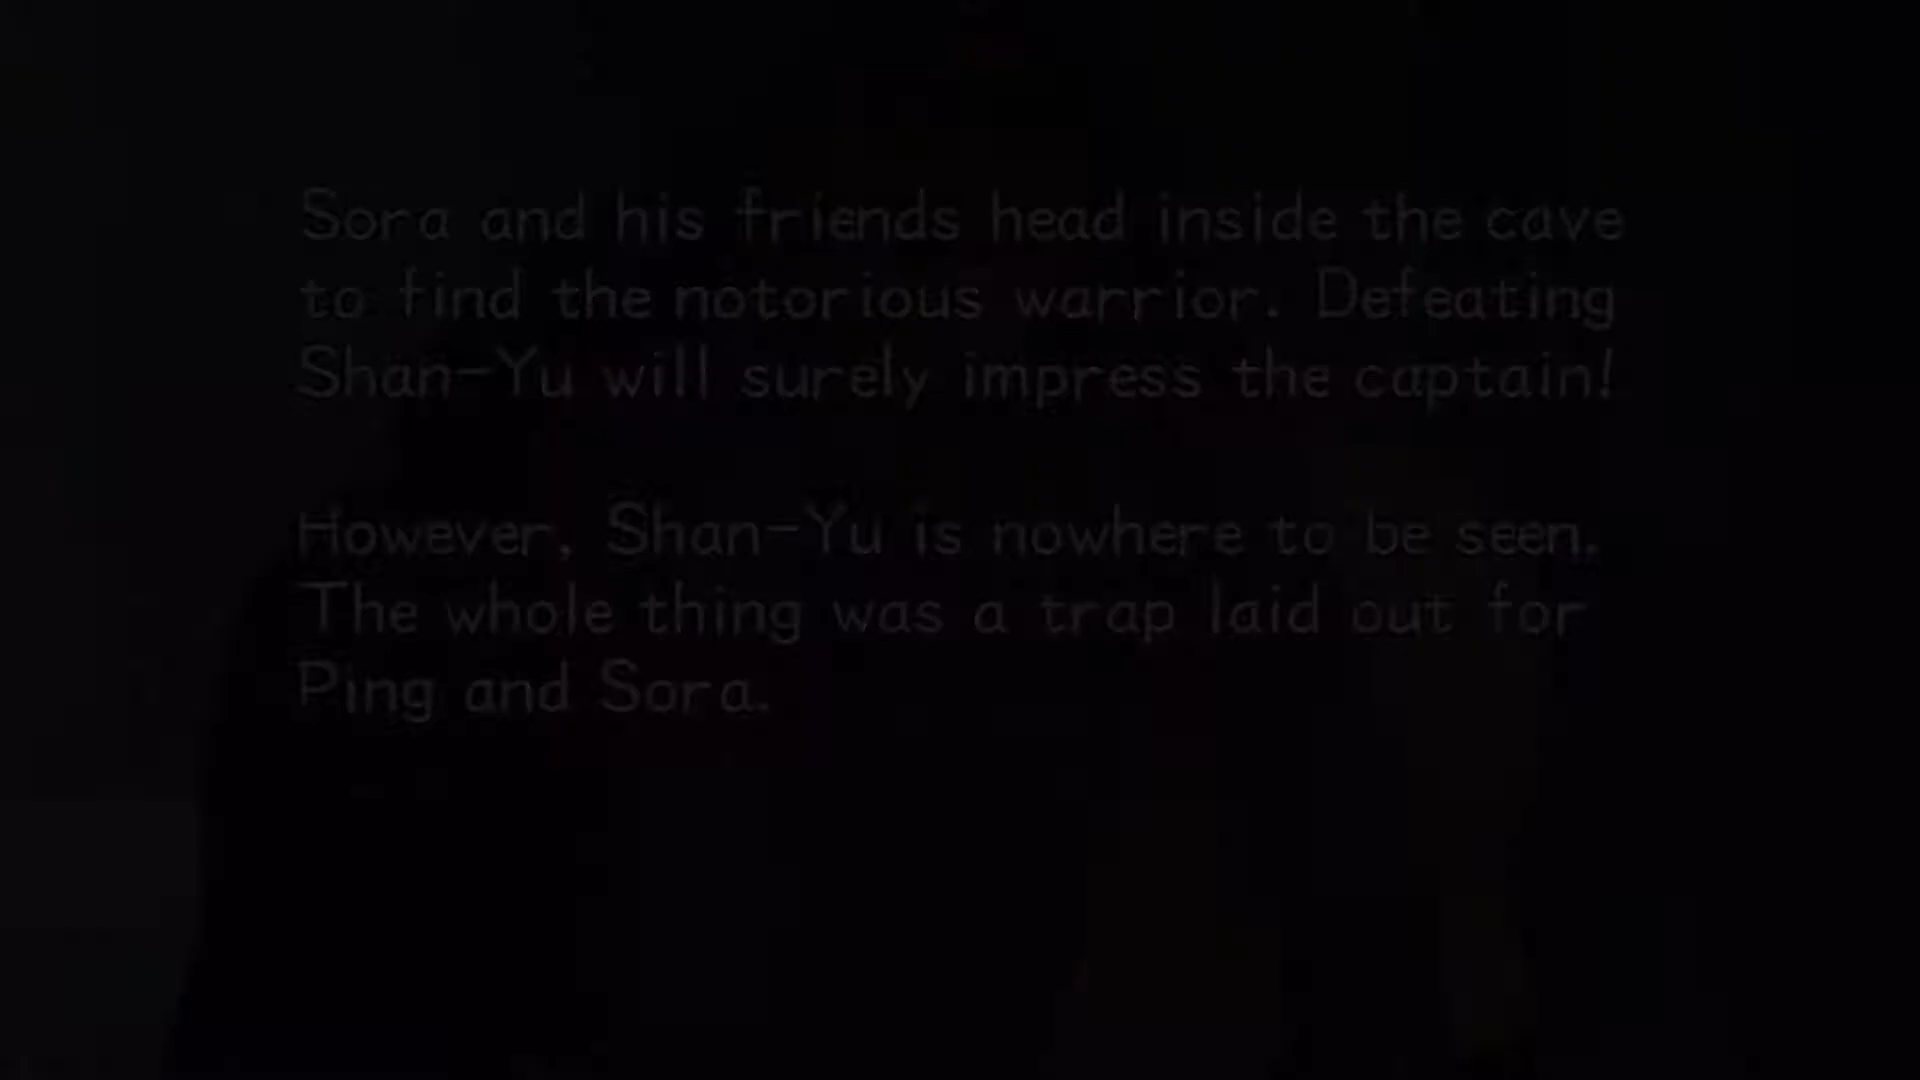 Sora and his friends head inside the cave
to find the notorious warrior. Defeating
Shan-Yu will surely impress the captain!
However, Shan-Yu is nowhere to be seen.
The whole thing was a trap laid out for
Ping and Sora.